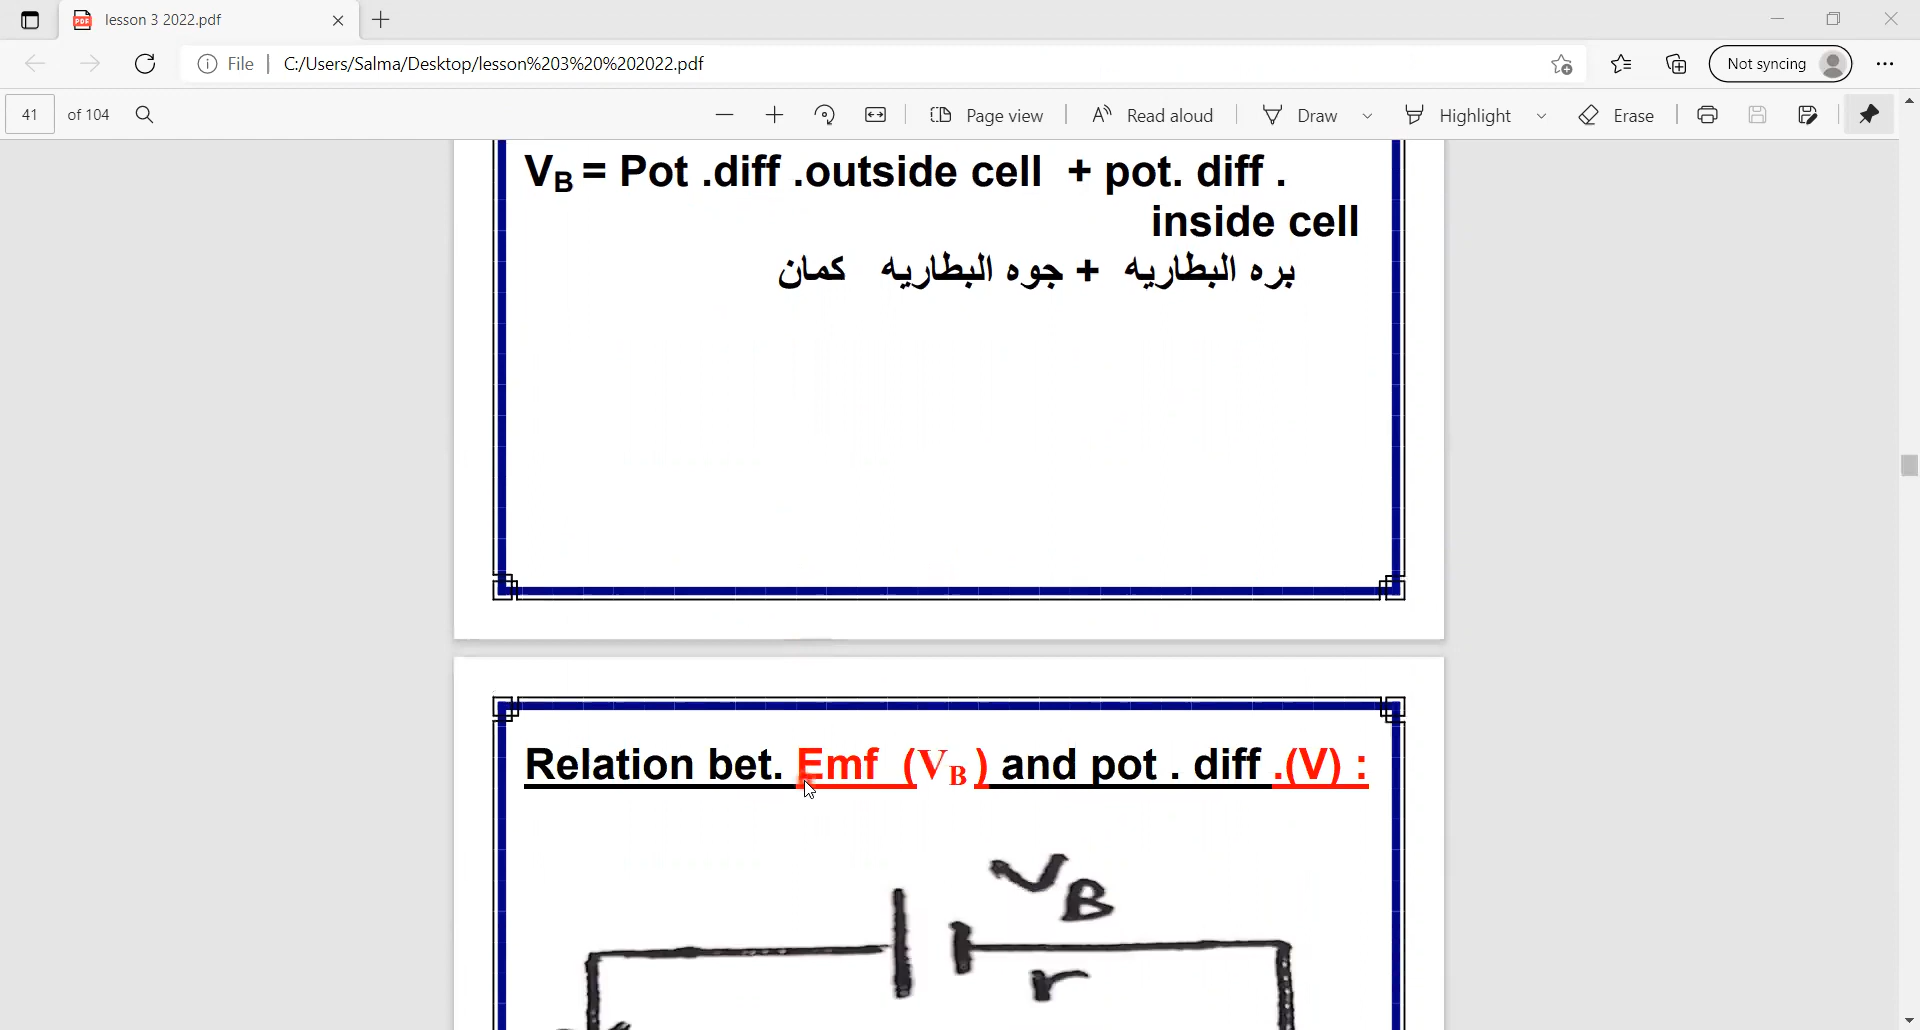 lesson 3 2022.pdf
File
C:/Users/Salma/Desktop/lesson%203%20%202022.pdf
Not syncing
41 of 104
Page view
Read aloud
Draw
Highlight
Erase
VB = Pot .diff .outside cell + pot. diff .
inside cell
بره البطاريه + جوه البطاريه كمان
Relation bet. Emf (VB) and pot . diff .(V) :
VB
r